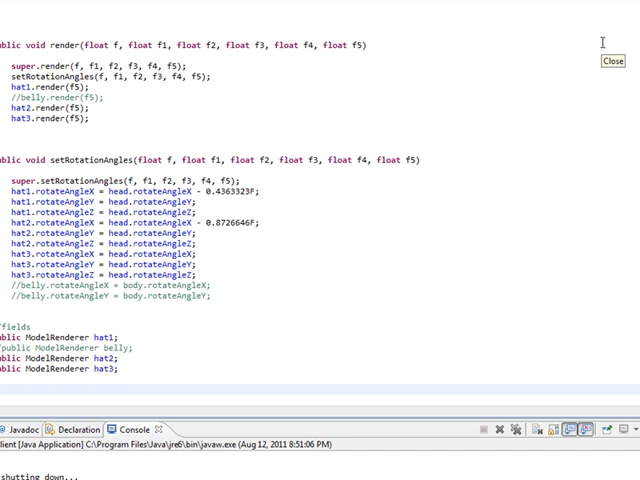 public void render(float f, float f1, float f2, float f3, float f4, float f5)
Close
super.render(f, f1, f2, f3, f4, f5);
setRotationAngles(f, f1, f2, f3, f4, f5);
hat1.render(f5);
//belly.render(f5);
hat2.render(f5);
hat3.render(f5);
public void setRotationAngles(float f, float f1, float f2, float f3, float f4, float f5)
super.setRotationAngles(f, f1, f2, f3, f4, f5);
hat1.rotateAngleX = head.rotateAngleX - 0.4363323F;
hat1.rotateAngleY = head.rotateAngleY;
hat1.rotateAngleZ = head.rotateAngleZ;
hat2.rotateAngleX = head.rotateAngleX - 0.8726646F;
hat2.rotateAngleY = head.rotateAngleY;
hat2.rotateAngleZ = head.rotateAngleZ;
hat3.rotateAngleX = head.rotateAngleX;
hat3.rotateAngleY = head.rotateAngleY;
hat3.rotateAngleZ = head.rotateAngleZ;
//belly.rotateAngleX = body.rotateAngleX;
//belly.rotateAngleY = body.rotateAngleY;
/fields
public ModelRenderer hat1;
/public ModelRenderer belly;
public ModelRenderer hat2;
public ModelRenderer hat3;
@ Javadoc Declaration Console
lient [Java Application] C:\Program Files\Java\jre6\bin\javaw.exe (Aug 12, 2011 8:51:06 PM)
shutting down...